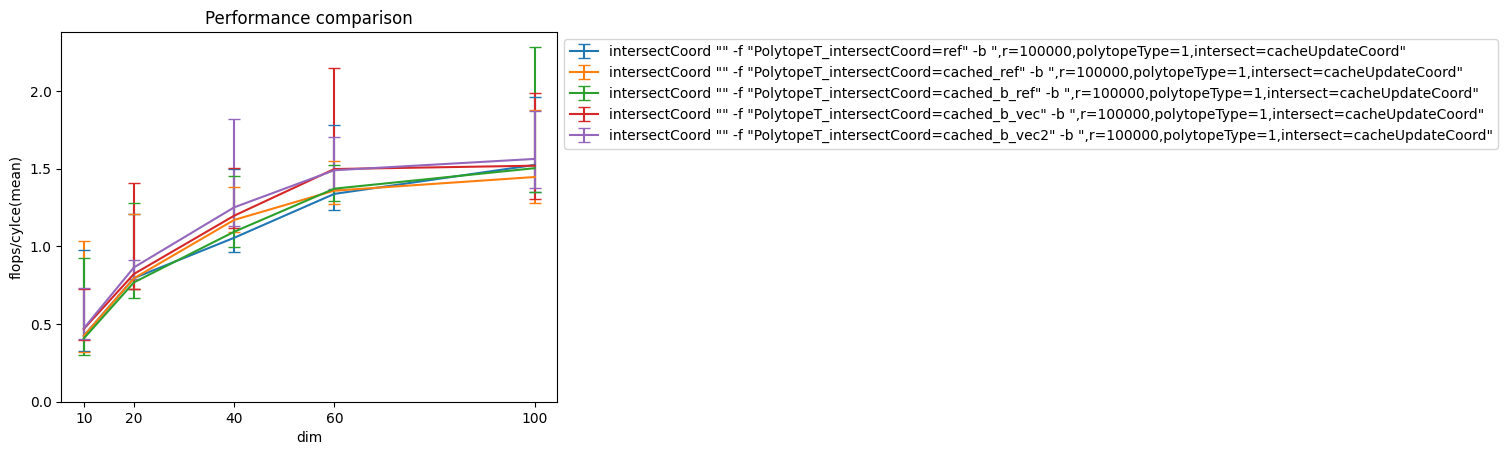 Performance comparison
intersectCoord "" -f "PolytopeT_intersectCoord=ref" -b ",r=100000,polytopeType=1,intersect=cacheUpdateCoord"
intersectCoord "" -f "PolytopeT_intersectCoord=cached_ref" -b ",r=100000,polytopeType=1,intersect=cacheUpdateCoord"
intersectCoord "" -f "PolytopeT_intersectCoord=cached_b_ref" -b ",r=100000,polytopeType=1,intersect=cacheUpdateCoord"
intersectCoord "" -f "PolytopeT_intersectCoord=cached_b_vec" -b ",r=100000,polytopeType=1,intersect=cacheUpdateCoord"
intersectCoord "" -f "PolytopeT_intersectCoord=cached_b_vec2" -b ",r=100000,polytopeType=1,intersect=cacheUpdateCoord"
flops/cylce(mean)
2.0
1.5
1.0
0.5
0.0
10 20 40 60 100
dim